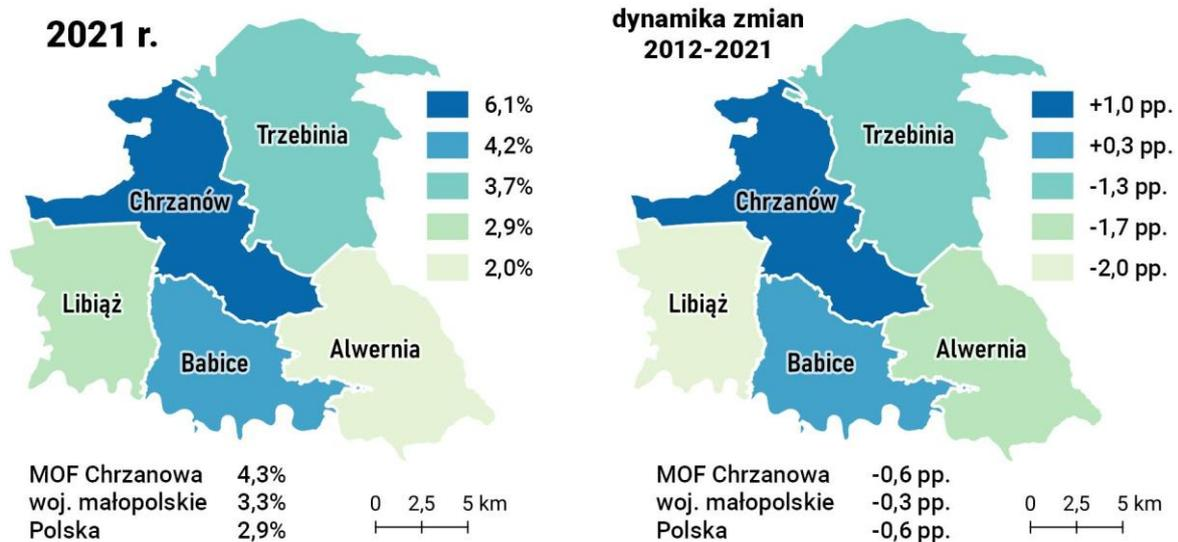 2021 r.
Trzebinia
Chrzanów
Libiąż
Babice
Alwernia
6,1%
4,2%
3,7%
2,9%
2,0%
MOF Chrzanowa 4,3%
woj. małopolskie 3,3%
Polska 2,9%
0 2,5 5 km
dynamika zmian
2012-2021
Trzebinia
Chrzanów
Libiąż
Babice
Alwernia
+1,0 pp.
+0,3 pp.
-1,3 pp.
-1,7 pp.
-2,0 pp.
MOF Chrzanowa -0,6 pp.
woj. małopolskie -0,3 pp.
Polska -0,6 pp.
0 2,5 5 km